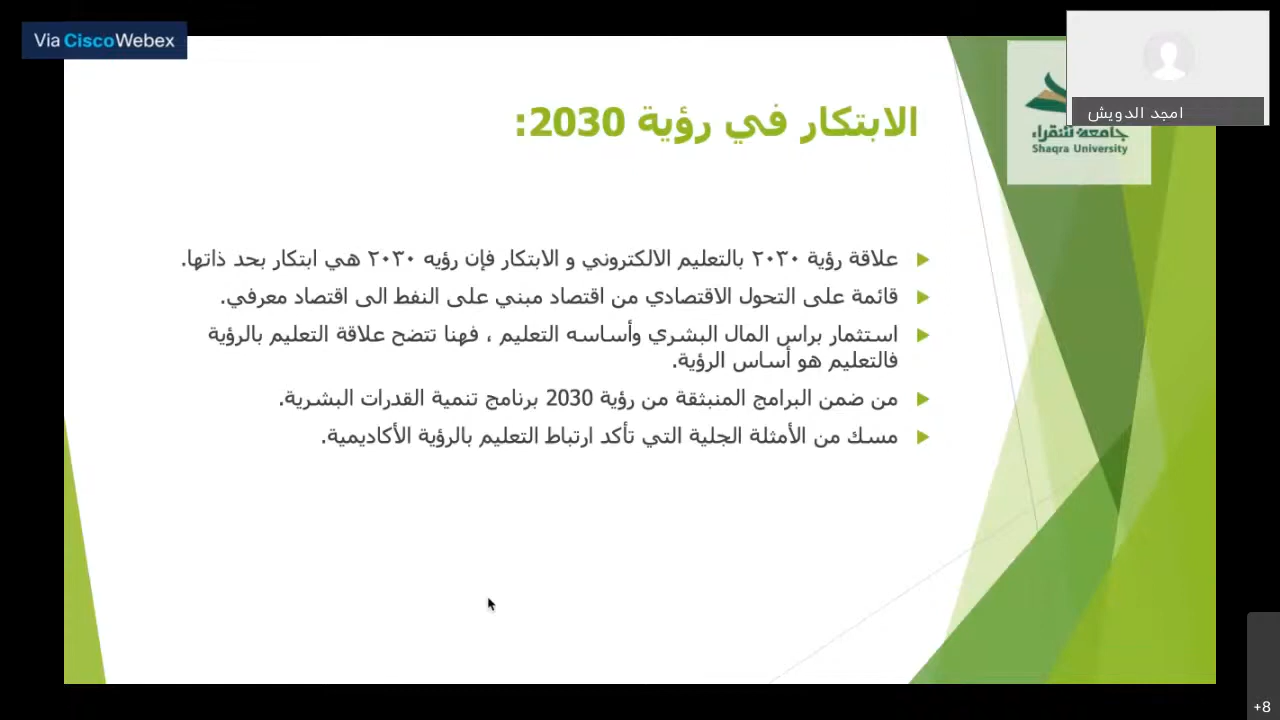 Via Cisco Webex
امجد الدويش
جامعة شقراء
Shaqra University
الابتكار في رؤية 2030:
علاقة رؤية ٢٠٣٠ بالتعليم الالكتروني و الابتكار فإن رؤيه ٢٠٣٠ هي ابتكار بحد ذاتها.
قائمة على التحول الاقتصادي من اقتصاد مبني على النفط الى اقتصاد معرفي.
استثمار براس المال البشري وأساسه التعليم ، فهنا تتضح علاقة التعليم بالرؤية
فالتعليم هو أساس الرؤية.
من ضمن البرامج المنبثقة من رؤية 2030 برنامج تنمية القدرات البشرية.
مسك من الأمثلة الجلية التي تأكد ارتباط التعليم بالرؤية الأكاديمية.
+8